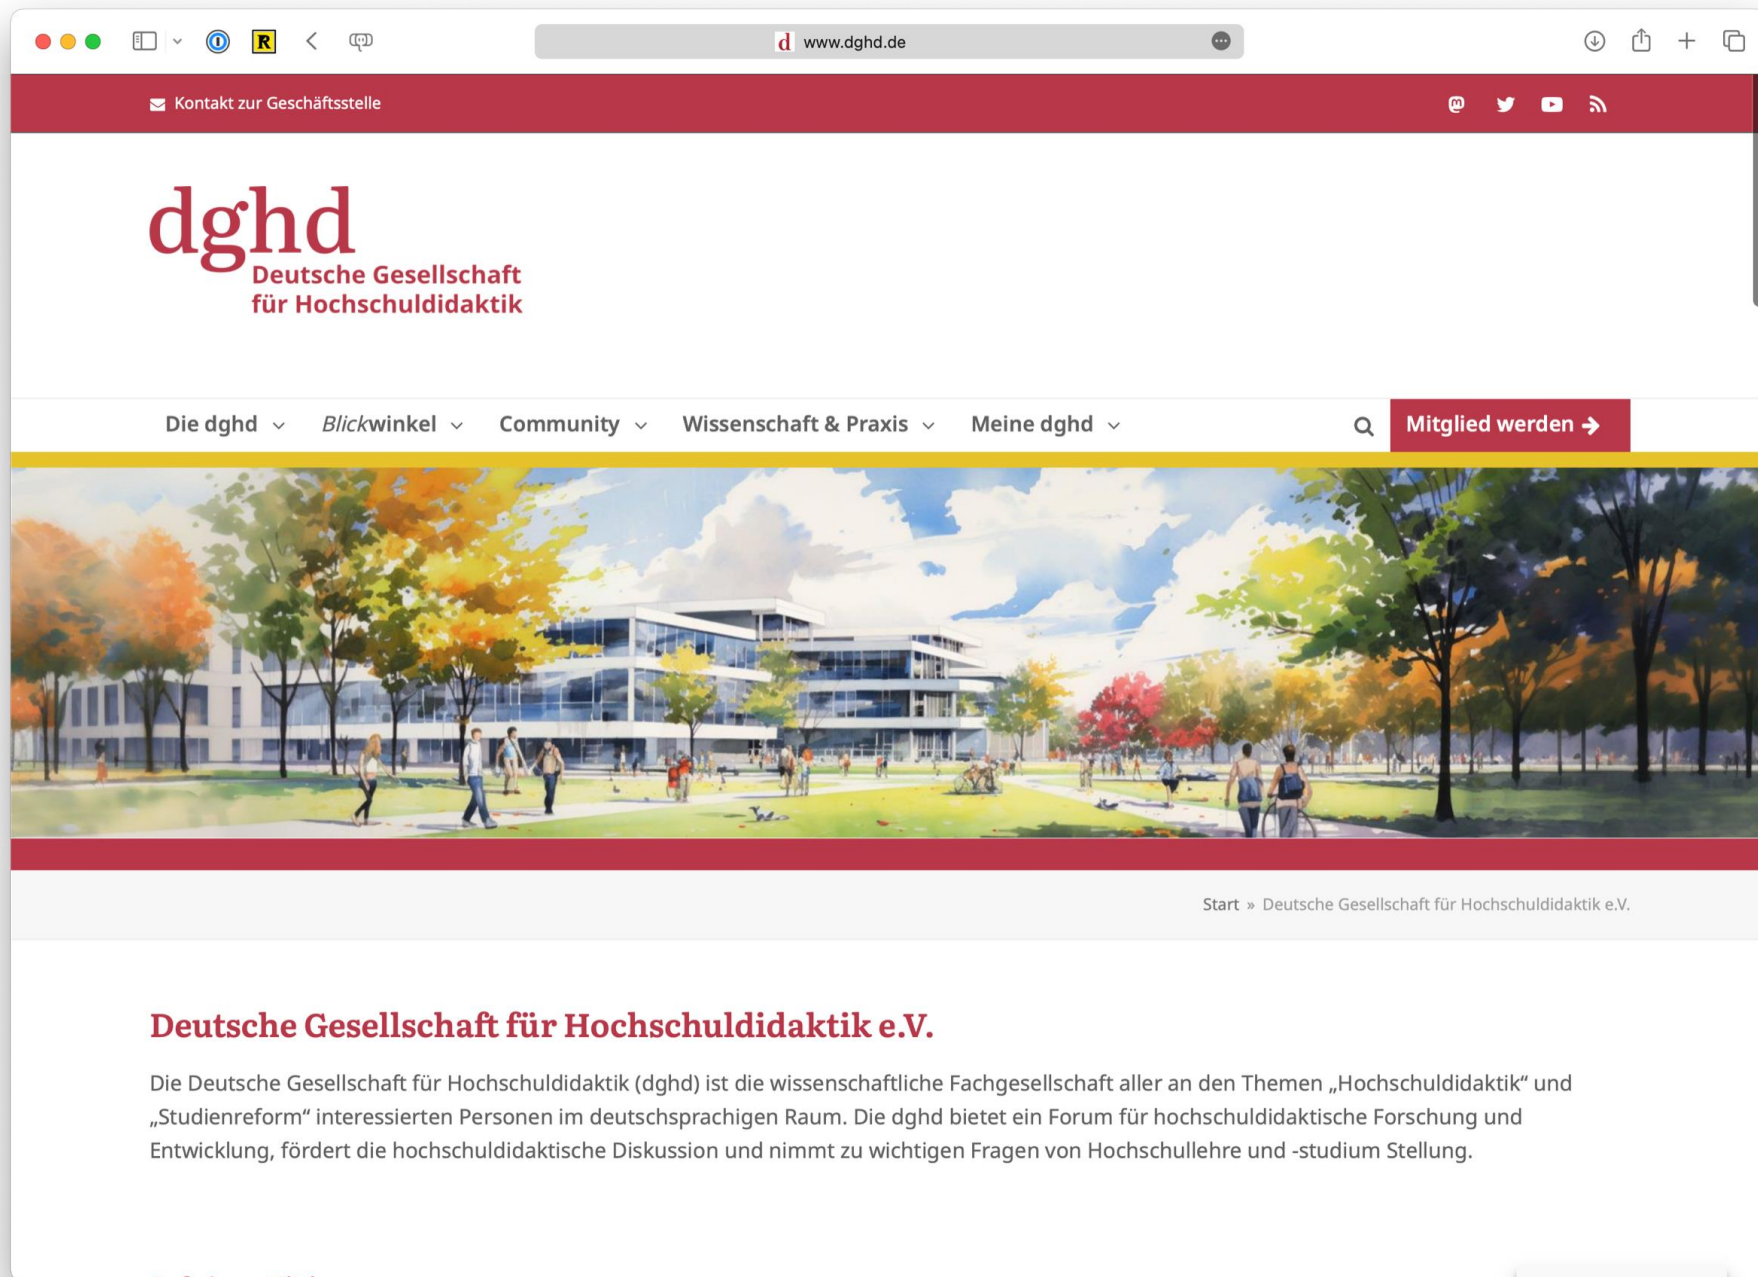 www.dghd.de
Kontakt zur Geschäftsstelle
dghd
Deutsche Gesellschaft
für Hochschuldidaktik
Die dghd
Blickwinkel
Community
Wissenschaft & Praxis
Meine dghd
Mitglied werden →
Start » Deutsche Gesellschaft für Hochschuldidaktik e.V.
Deutsche Gesellschaft für Hochschuldidaktik e.V.
Die Deutsche Gesellschaft für Hochschuldidaktik (dghd) ist die wissenschaftliche Fachgesellschaft aller an den Themen „Hochschuldidaktik“ und
„Studienreform“ interessierten Personen im deutschsprachigen Raum. Die dghd bietet ein Forum für hochschuldidaktische Forschung und
Entwicklung, fördert die hochschuldidaktische Diskussion und nimmt zu wichtigen Fragen von Hochschullehre und -studium Stellung.